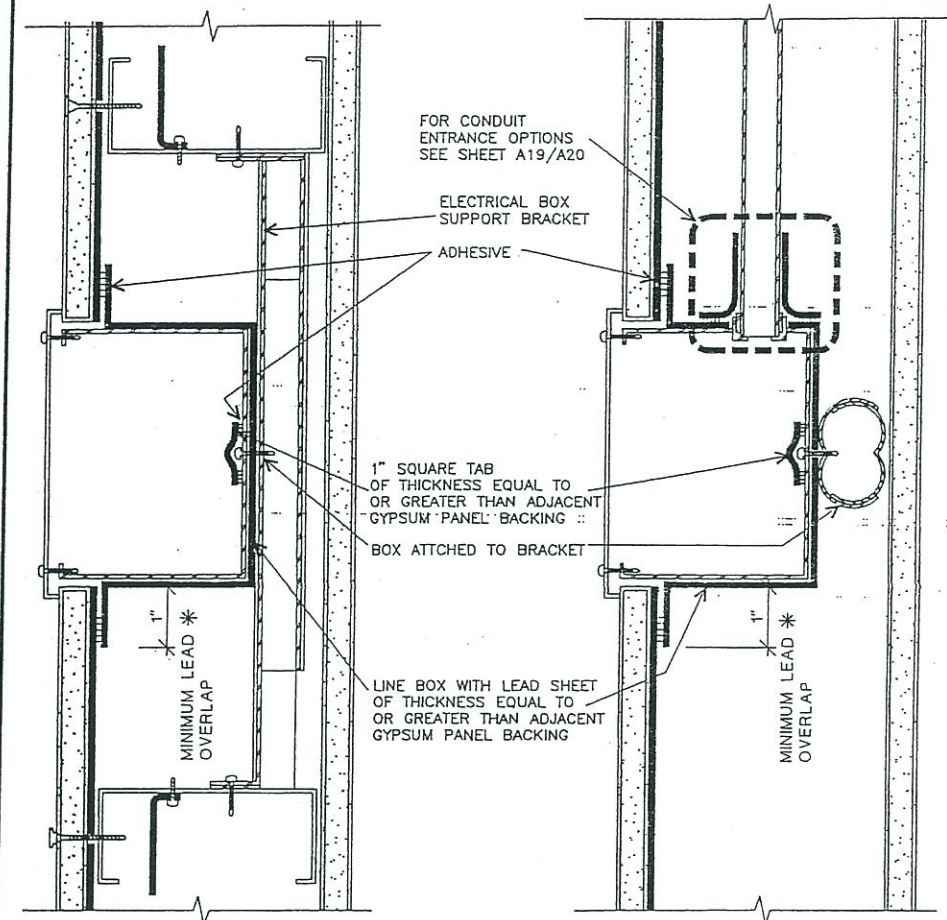 FOR CONDUIT
ENTRANCE OPTIONS
SEE SHEET A19/A20
ELECTRICAL BOX
SUPPORT BRACKET
ADHESIVE
1" SQUARE TAB
OF THICKNESS EQUAL TO
OR GREATER THAN ADJACENT
GYPSUM PANEL BACKING
BOX ATTCHED TO BRACKET
1"
MINIMUM LEAD *
OVERLAP
LINE BOX WITH LEAD SHEET
OF THICKNESS EQUAL TO
OR GREATER THAN ADJACENT
GYPSUM PANEL BACKING
1"
MINIMUM LEAD *
OVERLAP